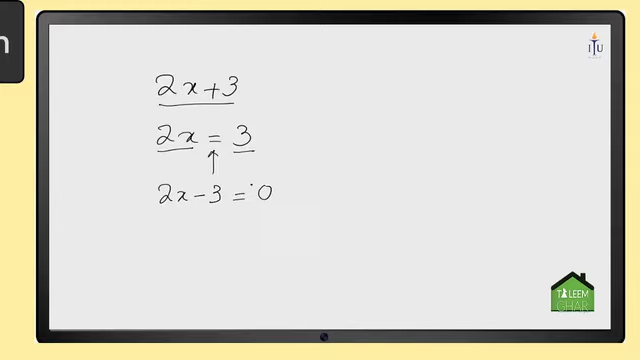 n
ITU
2x + 3
2x = 3
2x - 3 = 0
TALEEM
GHAR